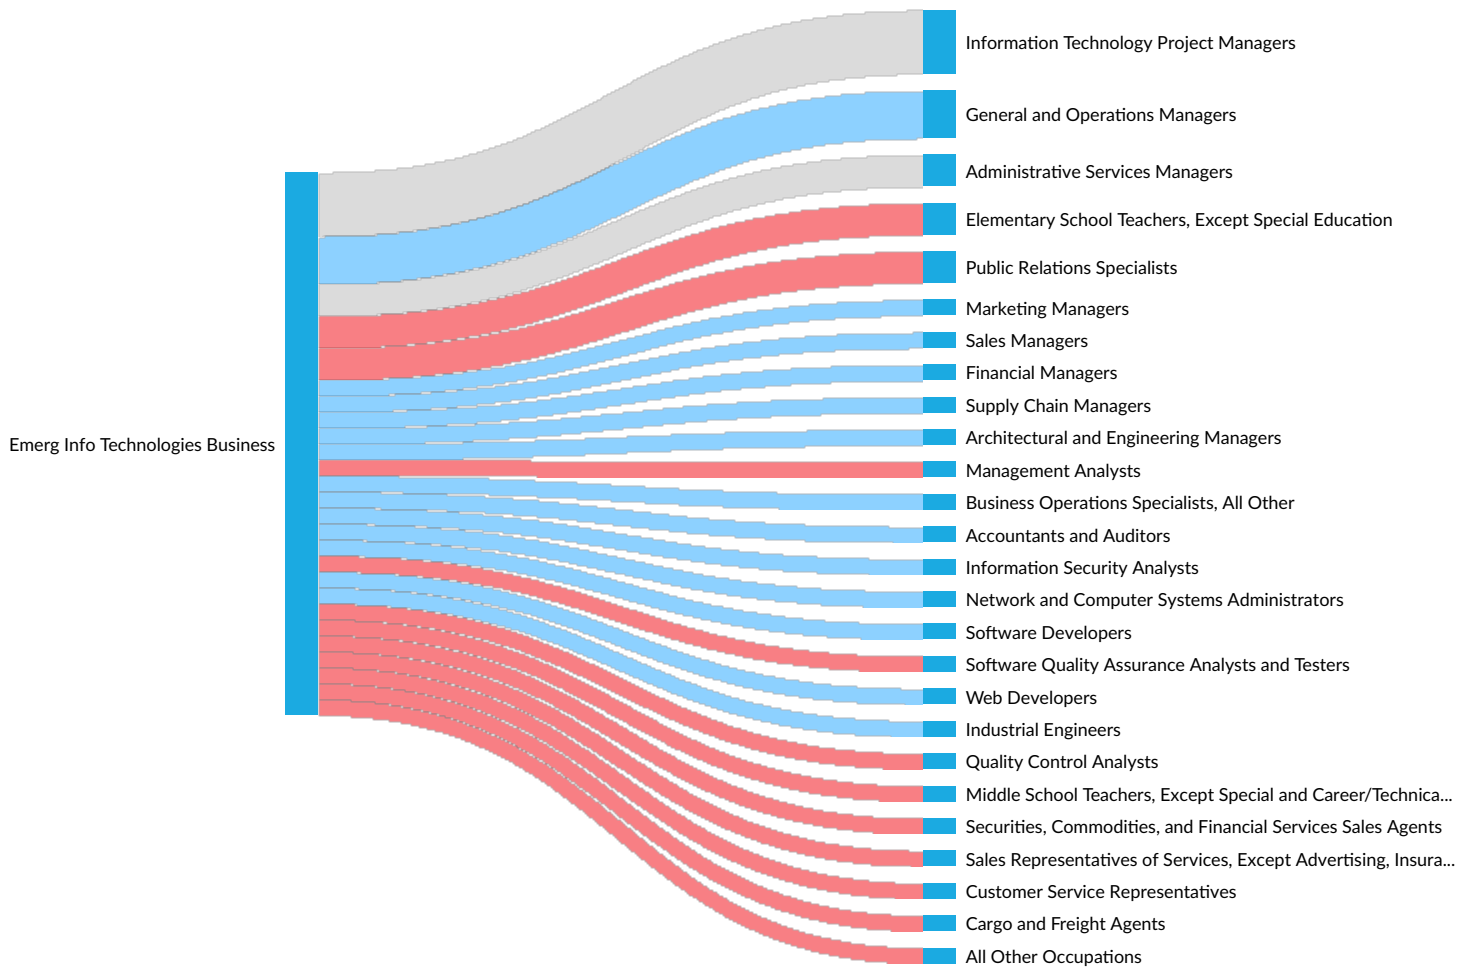 Information Technology Project Managers
General and Operations Managers
Administrative Services Managers
Elementary School Teachers, Except Special Education
Public Relations Specialists
Marketing Managers
Sales Managers
Financial Managers
Supply Chain Managers
Architectural and Engineering Managers
Emerg Info Technologies Business
Management Analysts
Business Operations Specialists, All Other
Accountants and Auditors
Information Security Analysts
Network and Computer Systems Administrators
Software Developers
Software Quality Assurance Analysts and Testers
Web Developers
Industrial Engineers
Quality Control Analysts
Middle School Teachers, Except Special and Career/Technica...
Securities, Commodities, and Financial Services Sales Agents
Sales Representatives of Services, Except Advertising, Insura...
Customer Service Representatives
Cargo and Freight Agents
All Other Occupations